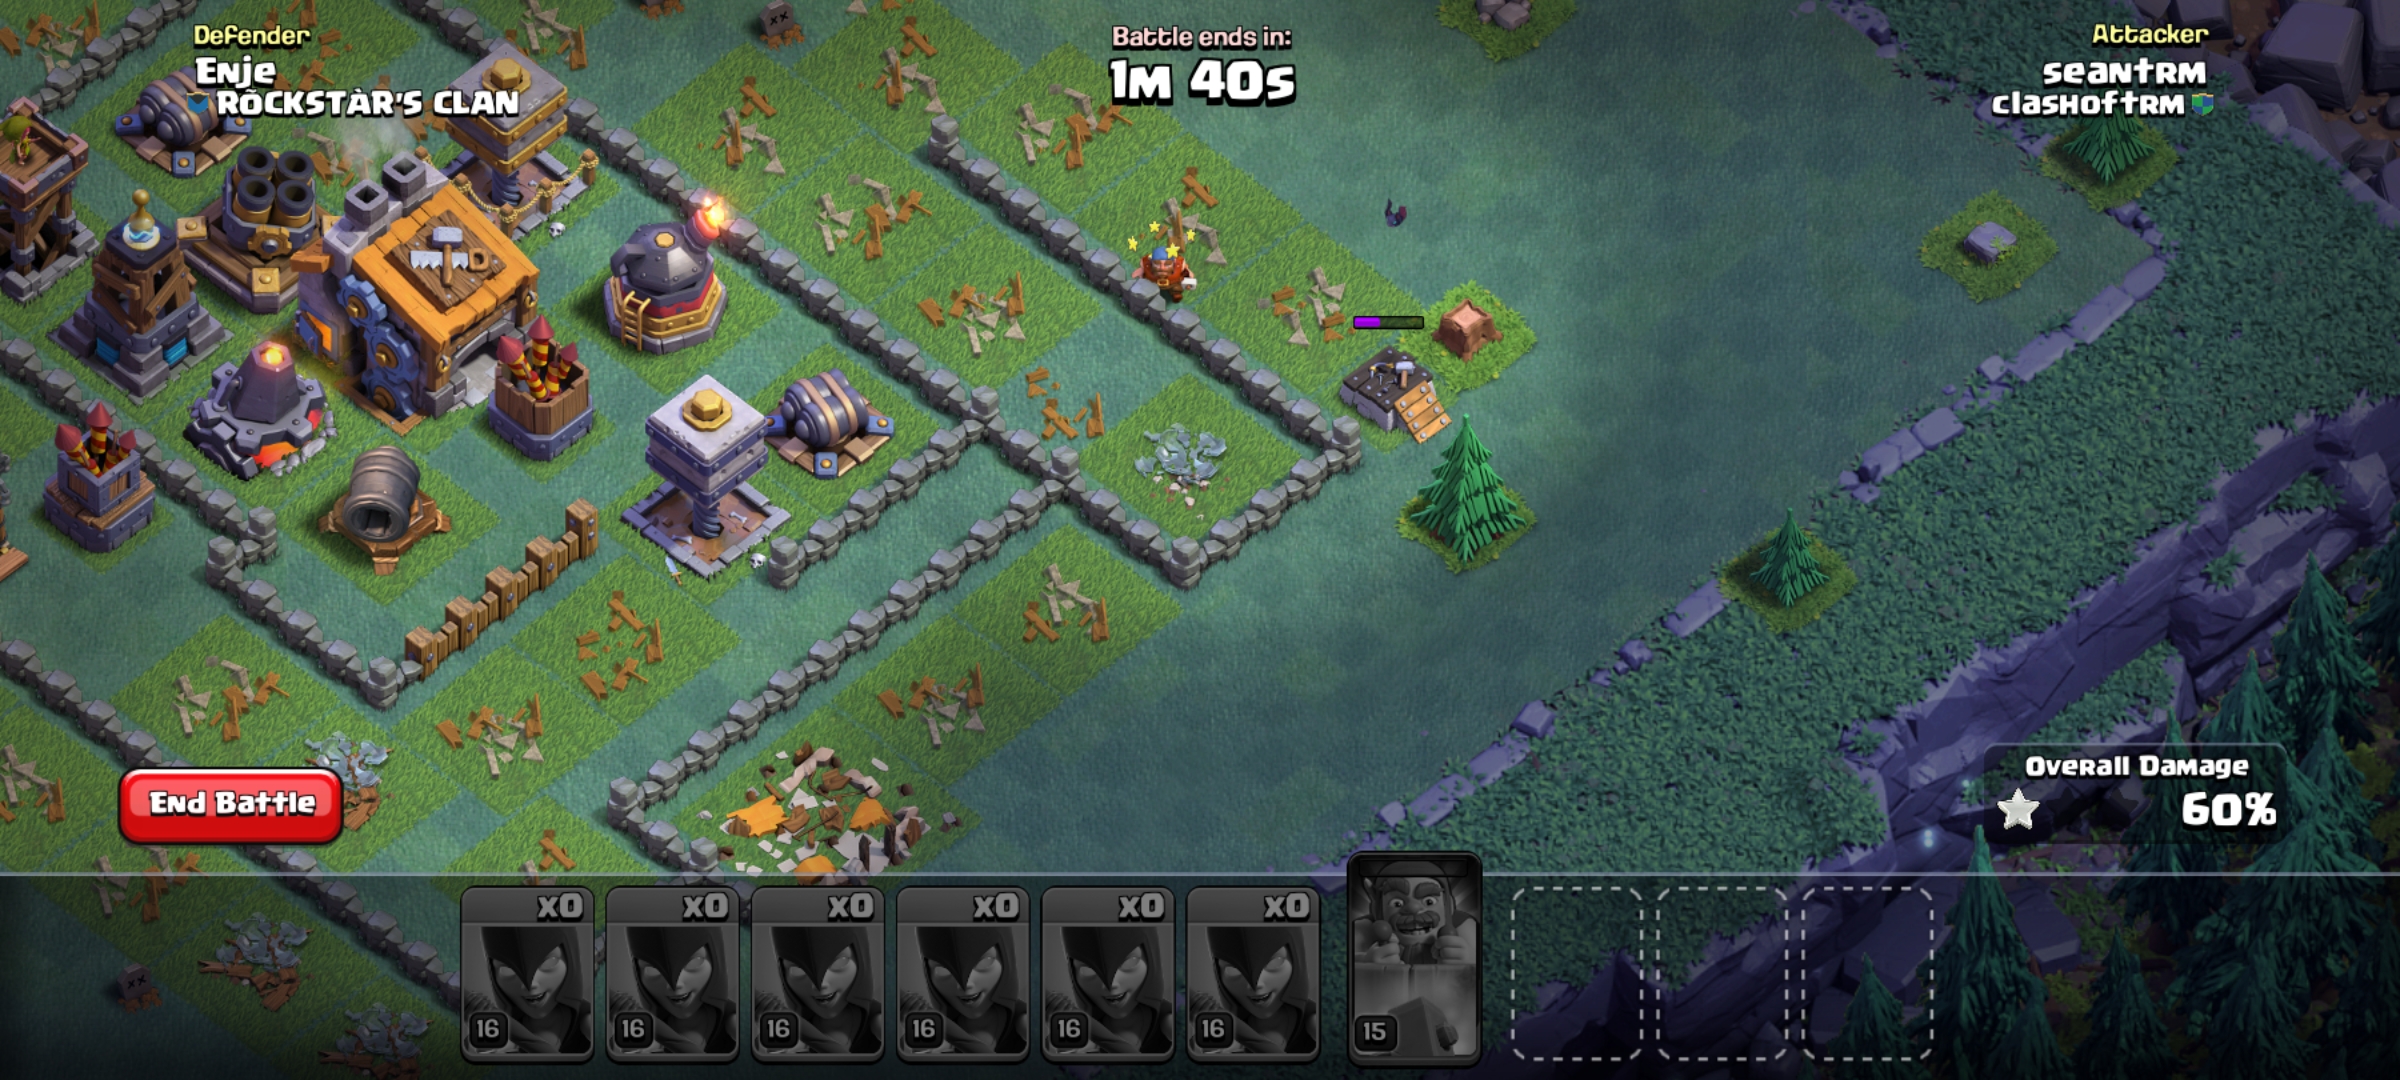 Defender
Enje
RÕCKSTÀR'S CLAN
Battle ends in:
1M 40s
Attacker
seantRM
clashoftRM
End Battle
Overall Damage
60%
x0 x0 x0 x0 x0 x0
16 16 16 16 16 16 15